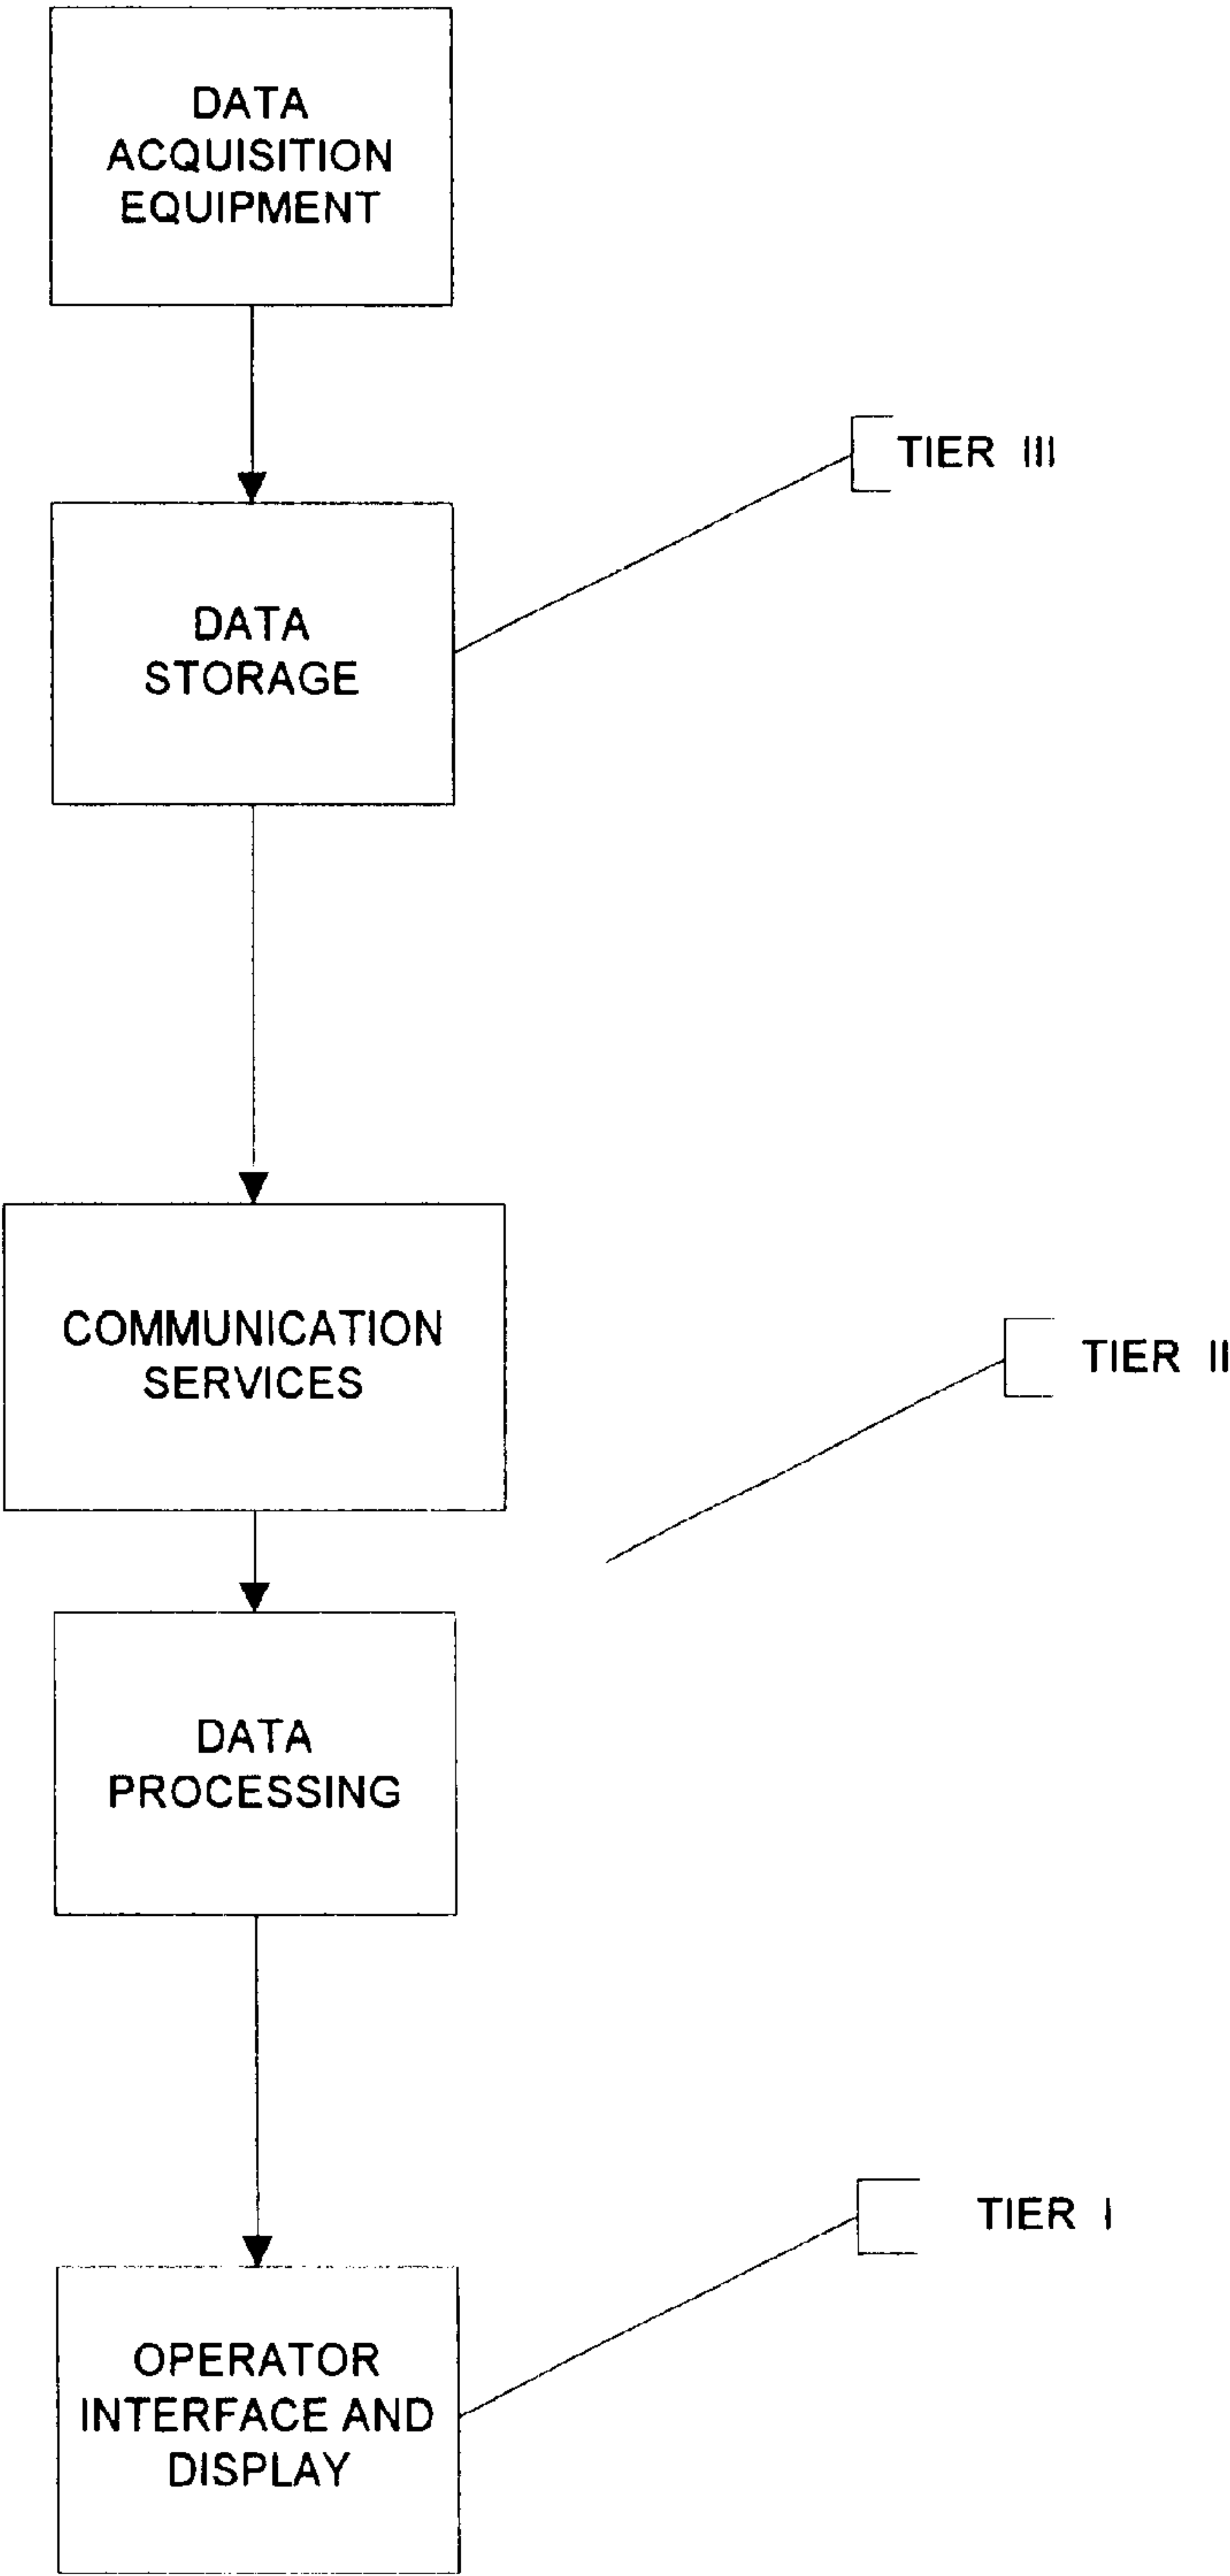 DATA
ACQUISITION
EQUIPMENT
TIER III
DATA
STORAGE
COMMUNICATION
SERVICES
TIER II
DATA
PROCESSING
TIER I
OPERATOR
INTERFACE AND
DISPLAY